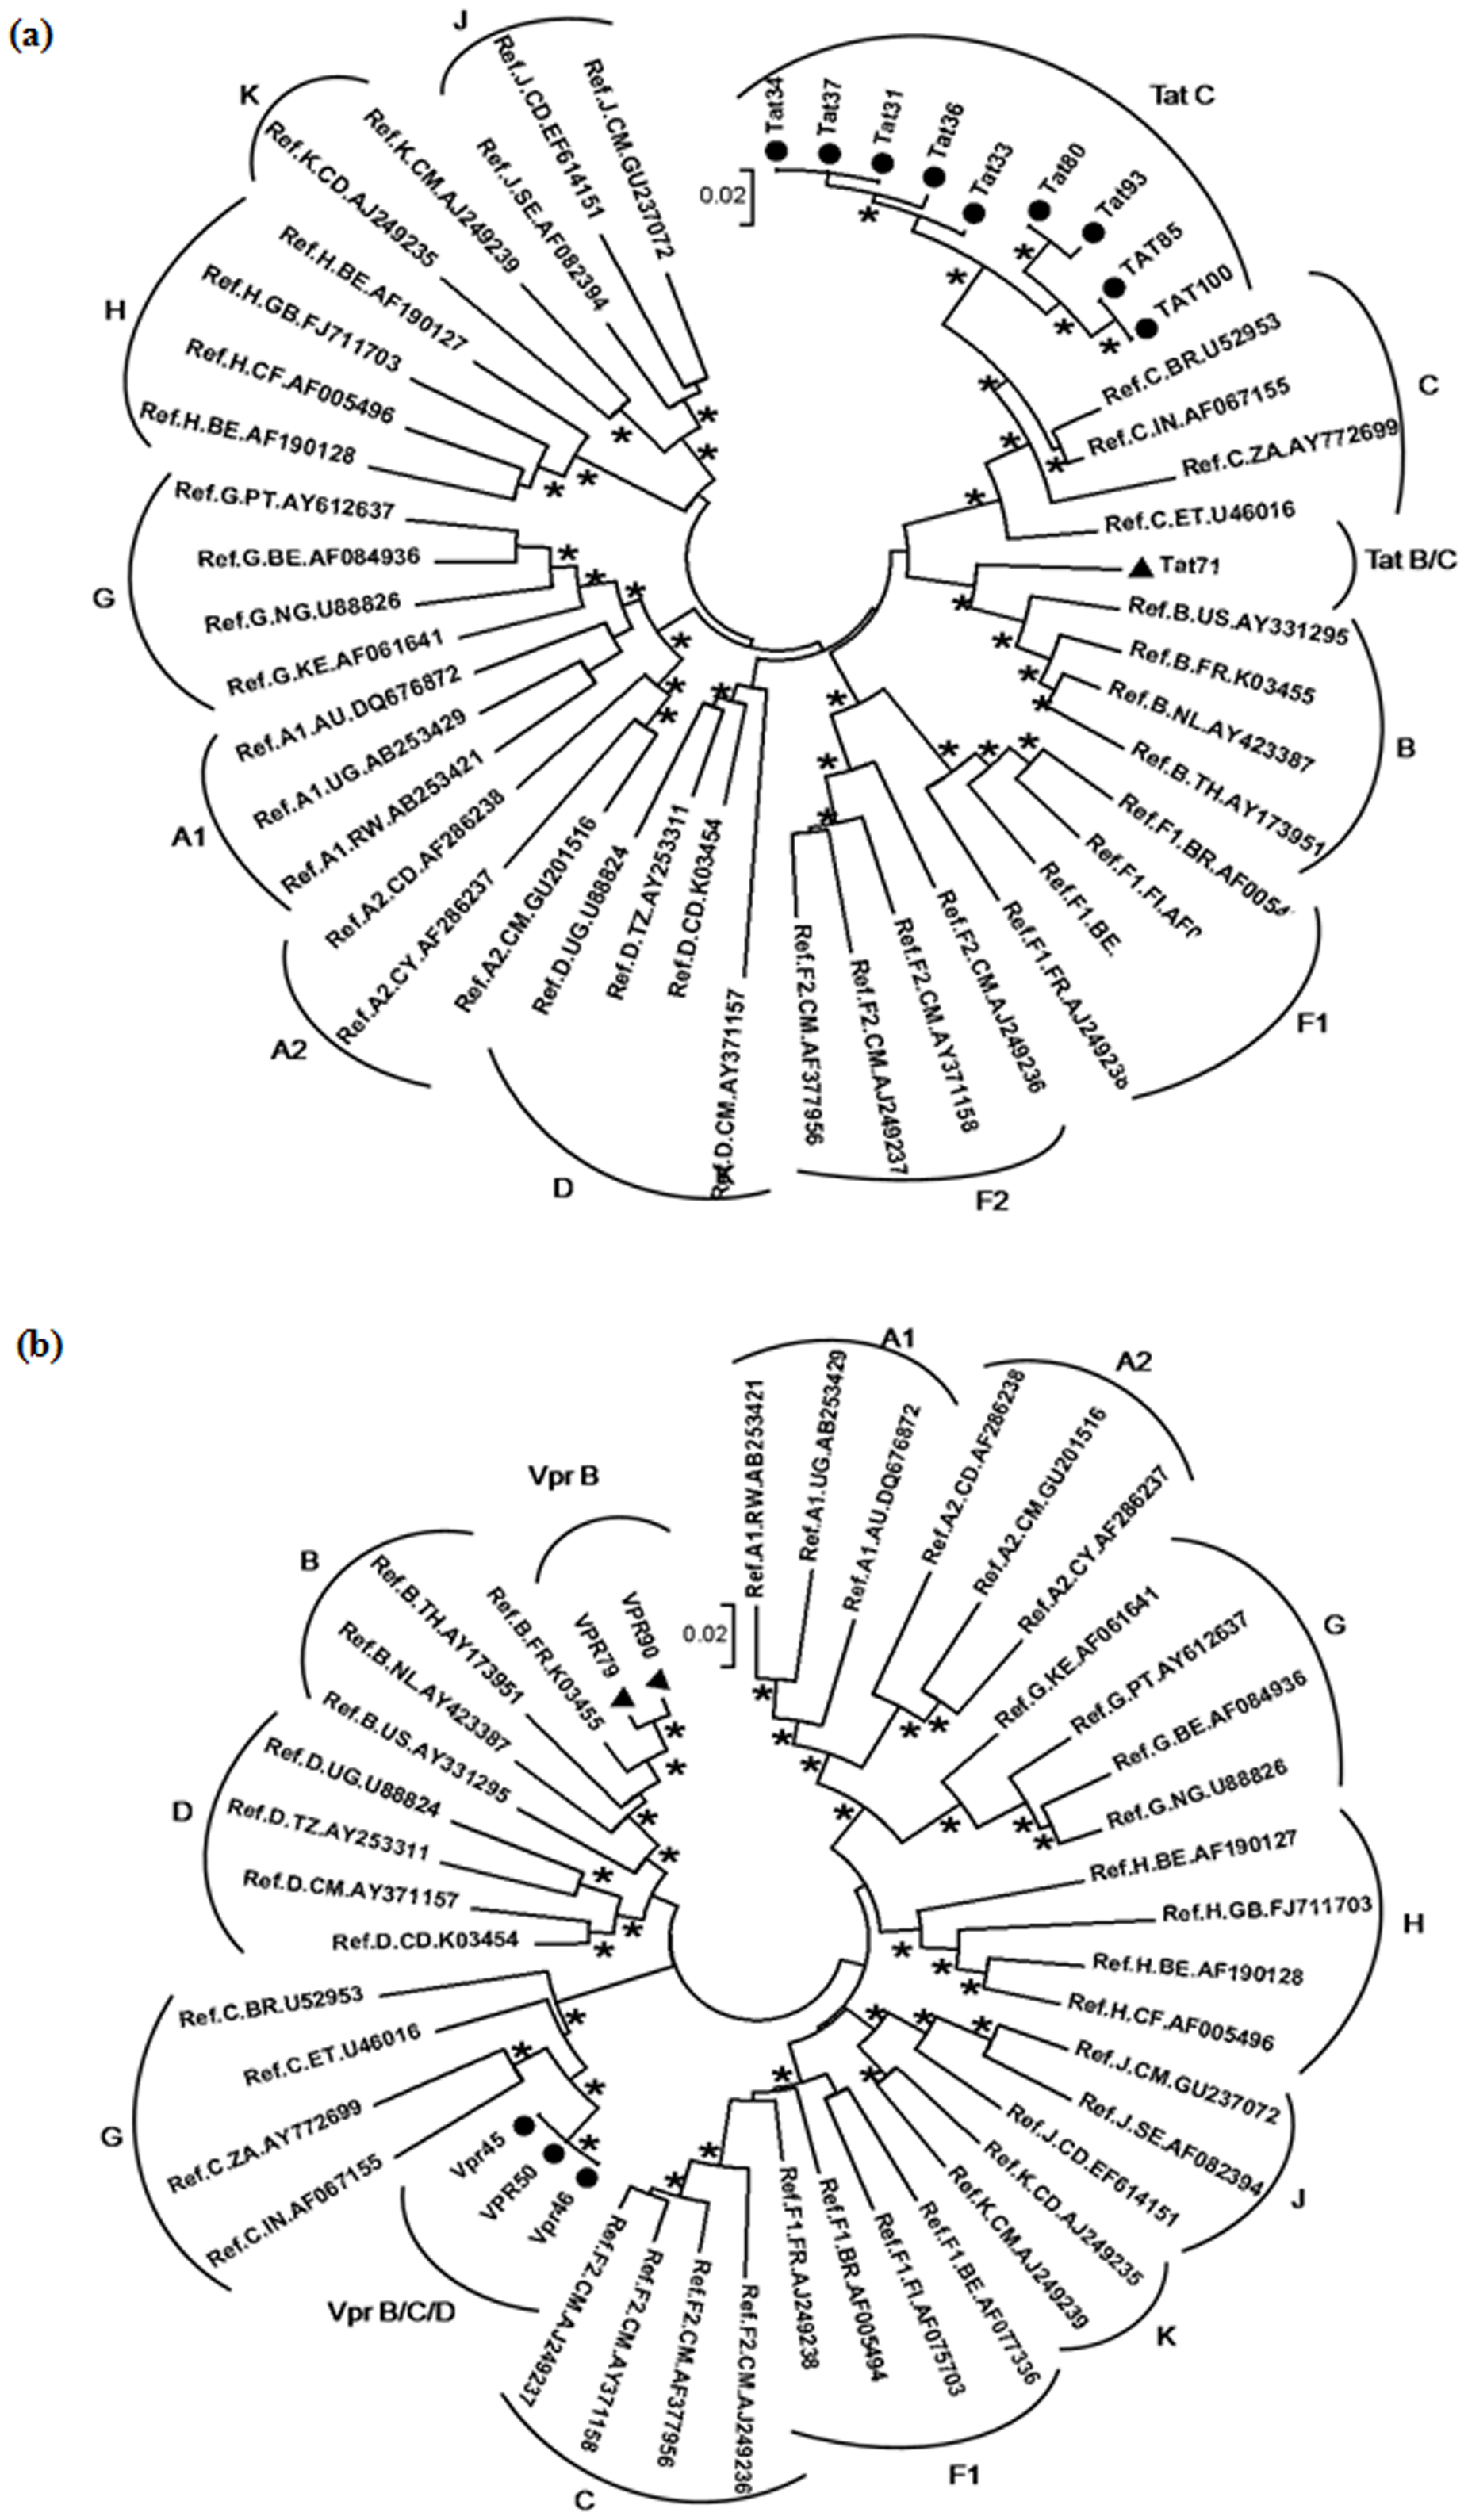 (a)
J
K
H
G
A1
A2
D
F2
F1
B
Tat B/C
C
Tat C
0.02
Tat34
Tat37
Tat31
Tat36
Tat33
Tat80
Tat93
TAT85
TAT100
Ref.C.BR.U52953
Ref.C.IN.AF067155
Ref.C.ZA.AY772699
Ref.C.ET.U46016
Tat71
Ref.B.US.AY331295
Ref.B.FR.K03455
Ref.B.NL.AY423387
Ref.B.TH.AY173951
Ref.F1.BR.AF0054
Ref.F1.FI.AF0
Ref.F1.BE.
Ref.F1.FR.AJ249238
Ref.F2.CM.AJ249236
Ref.F2.CM.AY371158
Ref.F2.CM.AJ249237
Ref.F2.CM.AF377956
Ref.D.CM.AY371157
Ref.D.CD.K03454
Ref.D.TZ.AY253311
Ref.D.UG.U88824
Ref.A2.CM.GU201516
Ref.A2.CY.AF286237
Ref.A2.CD.AF286238
Ref.A1.RW.AB253421
Ref.A1.UG.AB253429
Ref.A1.AU.DQ676872
Ref.G.KE.AF061641
Ref.G.NG.U88826
Ref.G.BE.AF084936
Ref.G.PT.AY612637
Ref.H.BE.AF190128
Ref.H.CF.AF005496
Ref.H.GB.FJ711703
Ref.H.BE.AF190127
Ref.K.CD.AJ249235
Ref.K.CM.AJ249239
Ref.J.SE.AF082394
Ref.J.CD.EF614151
Ref.J.CM.GU237072
(b)
A1
A2
G
H
J
K
F1
C
Vpr B/C/D
G
D
B
Vpr B
0.02
Ref.A1.RW.AB253421
Ref.A1.UG.AB253429
Ref.A1.AU.DQ676872
Ref.A2.CD.AF286238
Ref.A2.CM.GU201516
Ref.A2.CY.AF286237
Ref.G.KE.AF061641
Ref.G.PT.AY612637
Ref.G.BE.AF084936
Ref.G.NG.U88826
Ref.H.BE.AF190127
Ref.H.GB.FJ711703
Ref.H.BE.AF190128
Ref.H.CF.AF005496
Ref.J.CM.GU237072
Ref.J.SE.AF082394
Ref.J.CD.EF614151
Ref.K.CD.AJ249235
Ref.K.CM.AJ249239
Ref.F1.BE.AF077336
Ref.F1.FI.AF075703
Ref.F1.BR.AF005494
Ref.F1.FR.AJ249238
Ref.F2.CM.AJ249236
Ref.F2.CM.AF377956
Ref.F2.CM.AY371158
Ref.F2.CM.AJ249237
Vpr46
VPR50
Vpr45
Ref.C.IN.AF067155
Ref.C.ZA.AY772699
Ref.C.ET.U46016
Ref.C.BR.U52953
Ref.D.CD.K03454
Ref.D.CM.AY371157
Ref.D.TZ.AY253311
Ref.D.UG.U88824
Ref.B.US.AY331295
Ref.B.NL.AY423387
Ref.B.TH.AY173951
Ref.B.FR.K03455
VPR79
VPR90